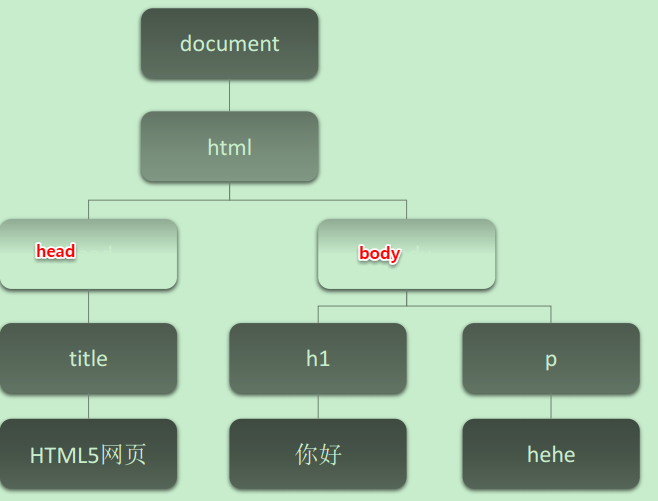 document
html
head
body
title
h1
p
HTML5网页
你好
hehe